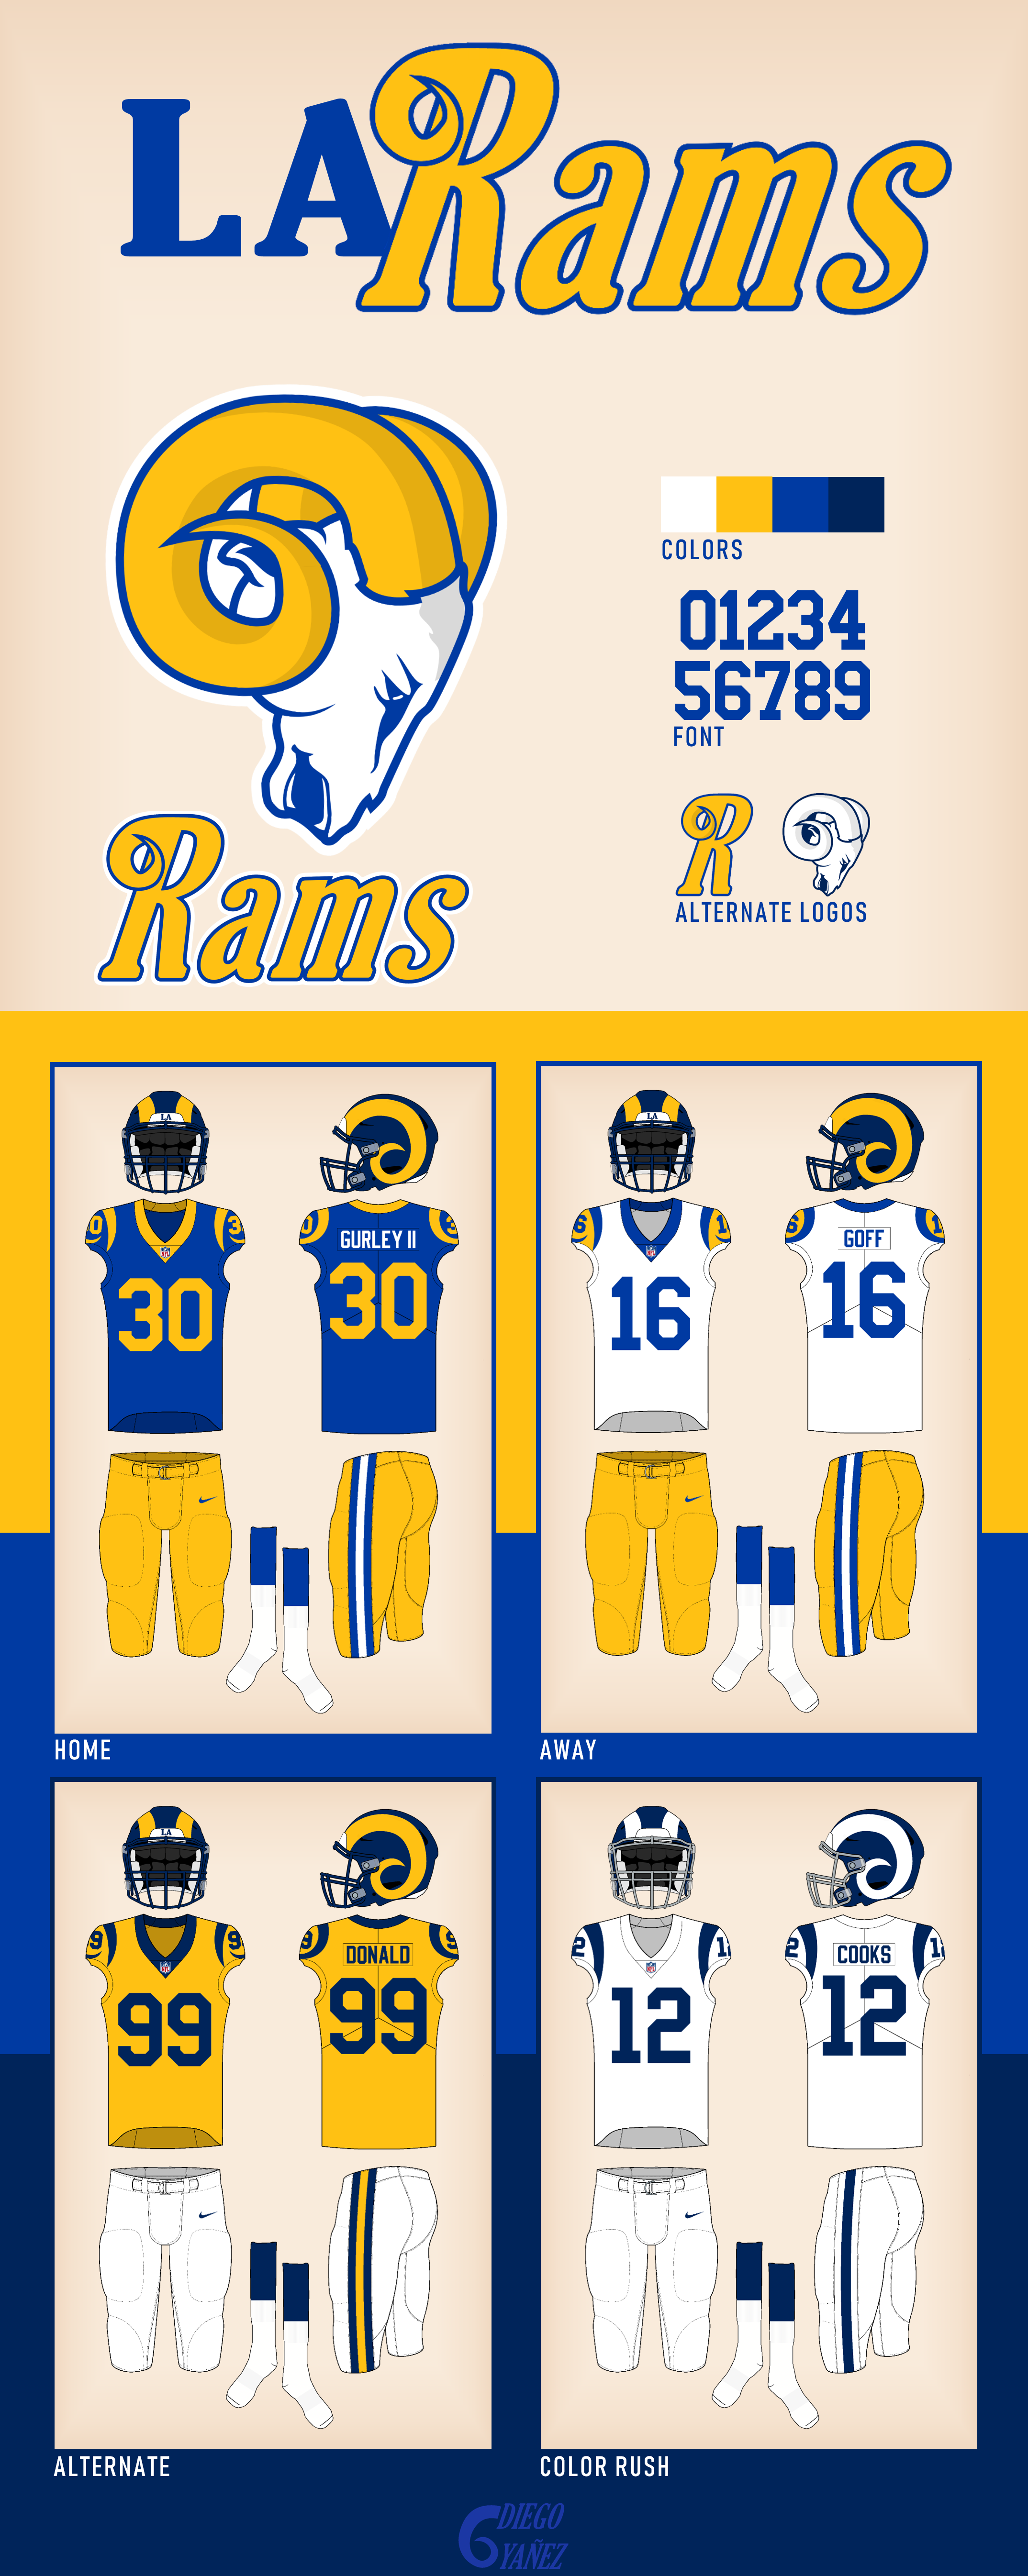 LA Rams
Rams
COLORS
01234
56789
FONT
R
ALTERNATE LOGOS
LA
LA
GURLEY II
GOFF
30
30
16
16
HOME
AWAY
LA
DONALD
COOKS
99
99
12
12
ALTERNATE
COLOR RUSH
6 DIEGO
YAÑEZ